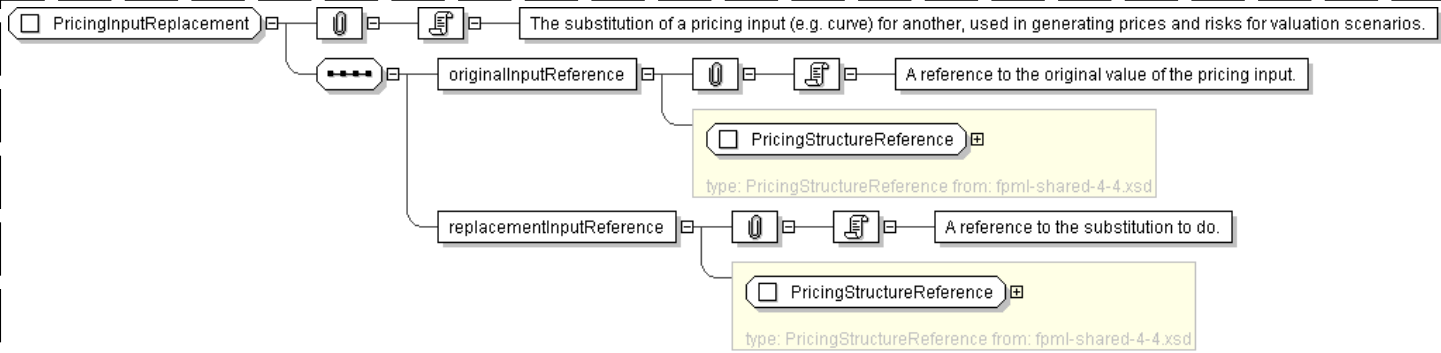 PricingInputReplacement
The substitution of a pricing input (e.g. curve) for another, used in generating prices and risks for valuation scenarios.
originalInputReference
A reference to the original value of the pricing input.
PricingStructureReference
type: PricingStructureReference from: fpml-shared-4-4.xsd
replacementInputReference
A reference to the substitution to do.
PricingStructureReference
type: PricingStructureReference from: fpml-shared-4-4.xsd